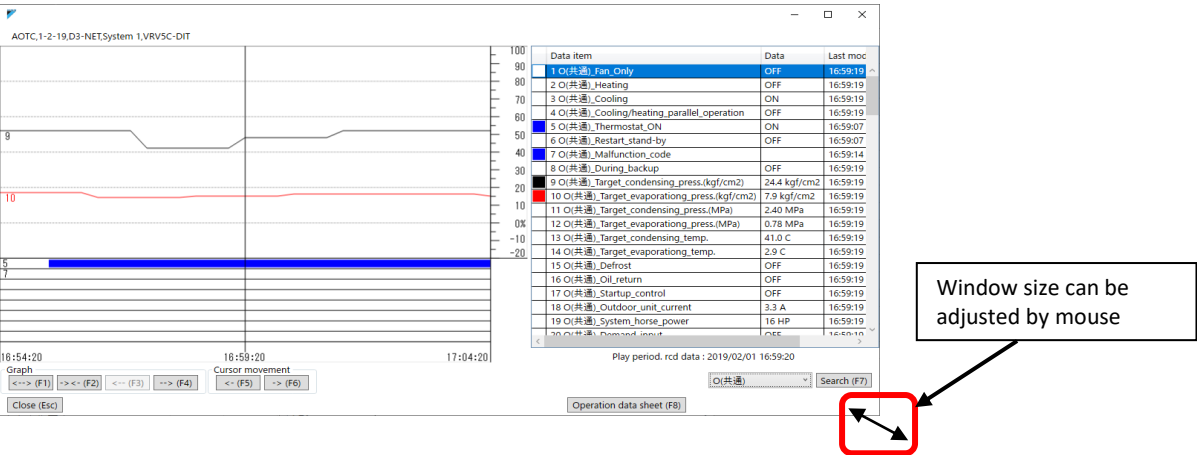 AOTC,1-2-19,D3-NET,System 1,VRV5C-DIT
100
90
80
70
60
50
40
30
20
10
0%
-10
-20
9
10
5
7
16:54:20 16:59:20 17:04:20
Data item Data Last moc
1 O(共通)_Fan_Only OFF 16:59:19
2 O(共通)_Heating OFF 16:59:19
3 O(共通)_Cooling ON 16:59:19
4 O(共通)_Cooling/heating_parallel_operation OFF 16:59:19
5 O(共通)_Thermostat_ON ON 16:59:07
6 O(共通)_Restart_stand-by OFF 16:59:07
7 O(共通)_Malfunction_code 16:59:14
8 O(共通)_During_backup OFF 16:59:19
9 O(共通)_Target_condensing_press.(kgf/cm2) 24.4 kgf/cm2 16:59:19
10 O(共通)_Target_evaporationg_press.(kgf/cm2) 7.9 kgf/cm2 16:59:19
11 O(共通)_Target_condensing_press.(MPa) 2.40 MPa 16:59:19
12 O(共通)_Target_evaporationg_press.(MPa) 0.78 MPa 16:59:19
13 O(共通)_Target_condensing_temp. 41.0 C 16:59:19
14 O(共通)_Target_evaporationg_temp. 2.9 C 16:59:19
15 O(共通)_Defrost OFF 16:59:19
16 O(共通)_Oil_return OFF 16:59:19
17 O(共通)_Startup_control OFF 16:59:19
18 O(共通)_Outdoor_unit_current 3.3 A 16:59:19
19 O(共通)_System_horse_power 16 HP 16:59:19
20 O(共通)_Demand_input OFF 16:59:19
Play period. rcd data : 2019/02/01 16:59:20
Graph Cursor movement
<--> (F1) -><- (F2) <-- (F3) --> (F4) <- (F5) -> (F6) O(共通) Search (F7)
Close (Esc) Operation data sheet (F8)
Window size can be
adjusted by mouse